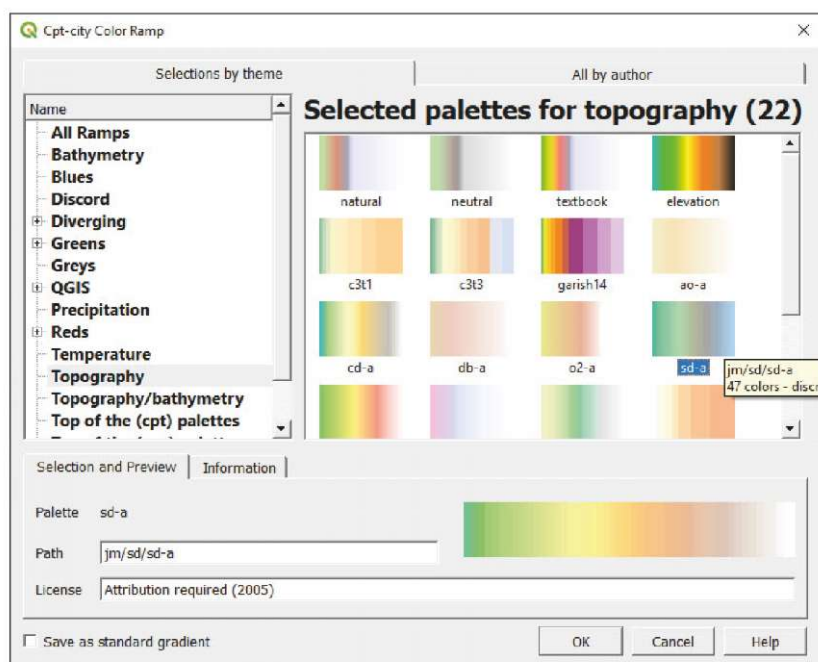 Cpt-city Color Ramp
Selections by theme
All by author
Name
All Ramps
Bathymetry
Blues
Discord
Diverging
Greens
Greys
QGIS
Precipitation
Reds
Temperature
Topography
Topography/bathymetry
Top of the (cpt) palettes
Selected palettes for topography (22)
natural neutral textbook elevation
c3t1 c3t3 garish14 ao-a
cd-a db-a o2-a sd-a
jm/sd/sd-a
47 colors - discr
Selection and Preview
Information
Palette sd-a
Path jm/sd/sd-a
License Attribution required (2005)
Save as standard gradient
OK Cancel Help